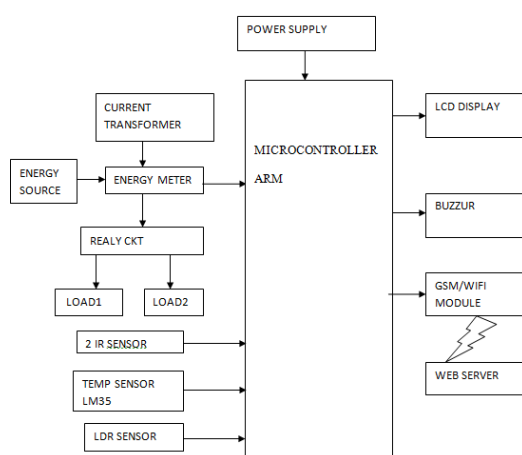 POWER SUPPLY
CURRENT
TRANSFORMER
LCD DISPLAY
MICROCONTROLLER
ARM
ENERGY
SOURCE
ENERGY METER
BUZZUR
REALY CKT
GSM/WIFI
MODULE
LOAD1
LOAD2
2 IR SENSOR
TEMP SENSOR
LM35
WEB SERVER
LDR SENSOR